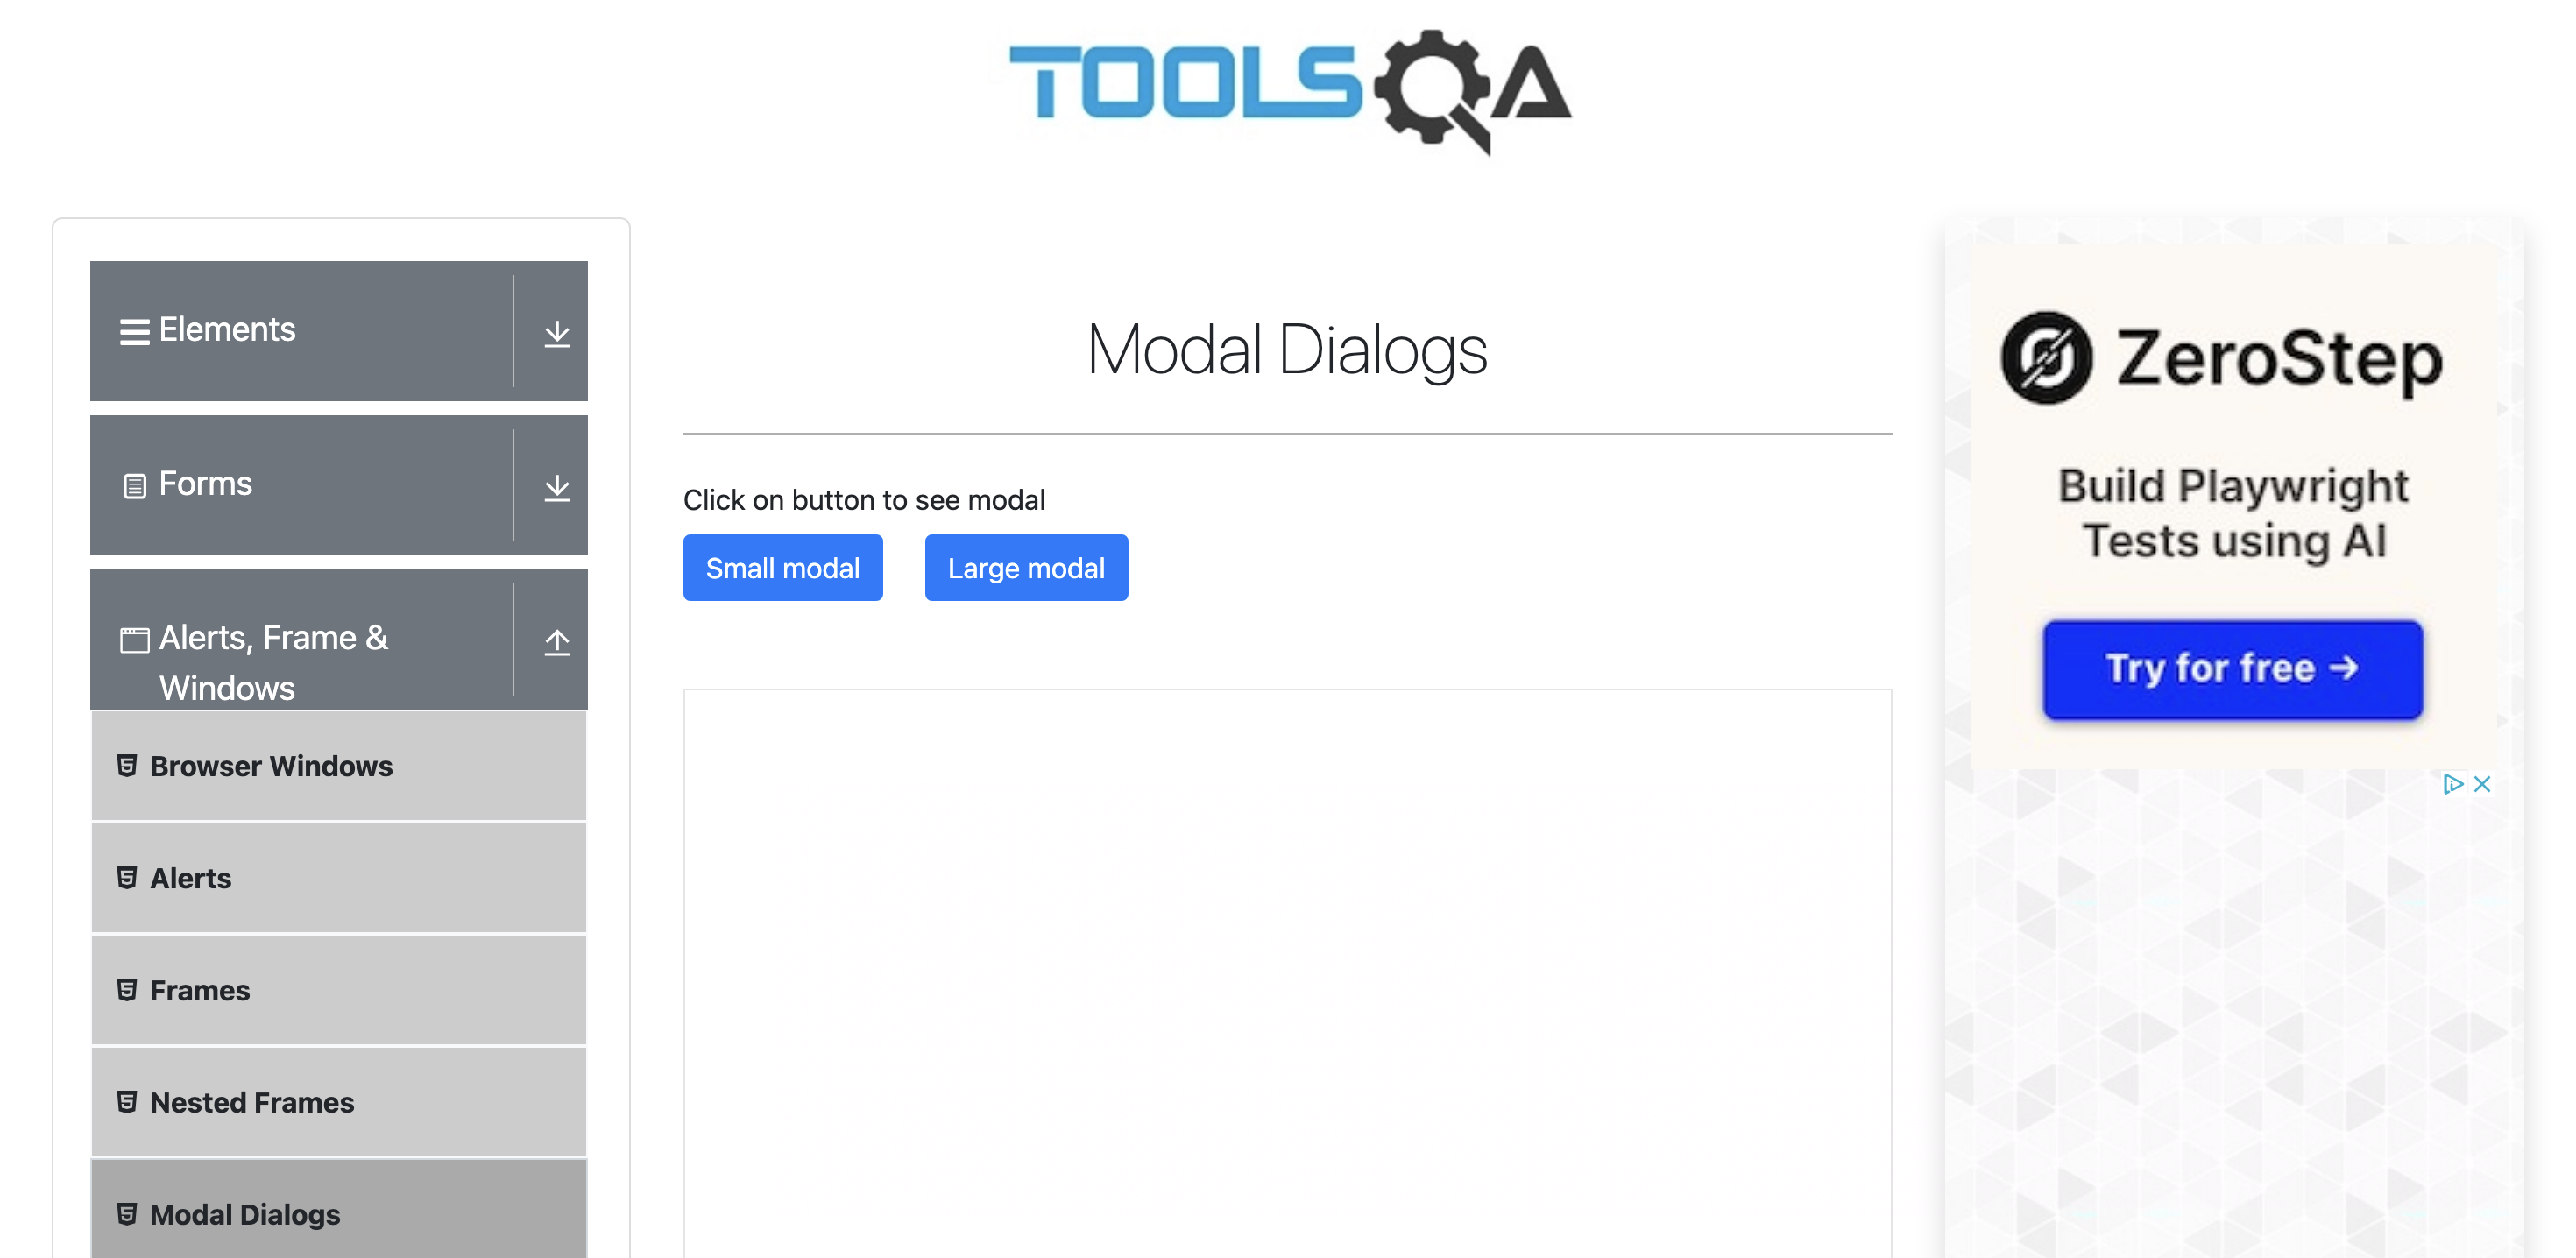 TOOLSQA
Elements
Forms
Alerts, Frame &
Windows
Browser Windows
Alerts
Frames
Nested Frames
Modal Dialogs
Modal Dialogs
Click on button to see modal
Small modal
Large modal
ZeroStep
Build Playwright
Tests using AI
Try for free →